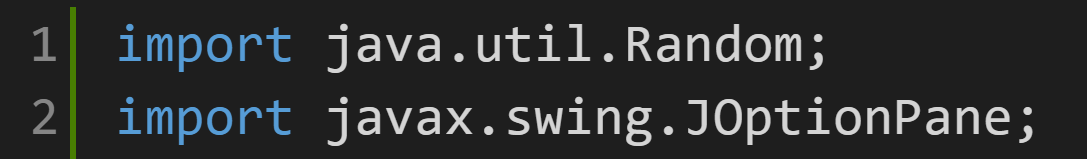 1 import java.util.Random;
2 import javax.swing.JOptionPane;